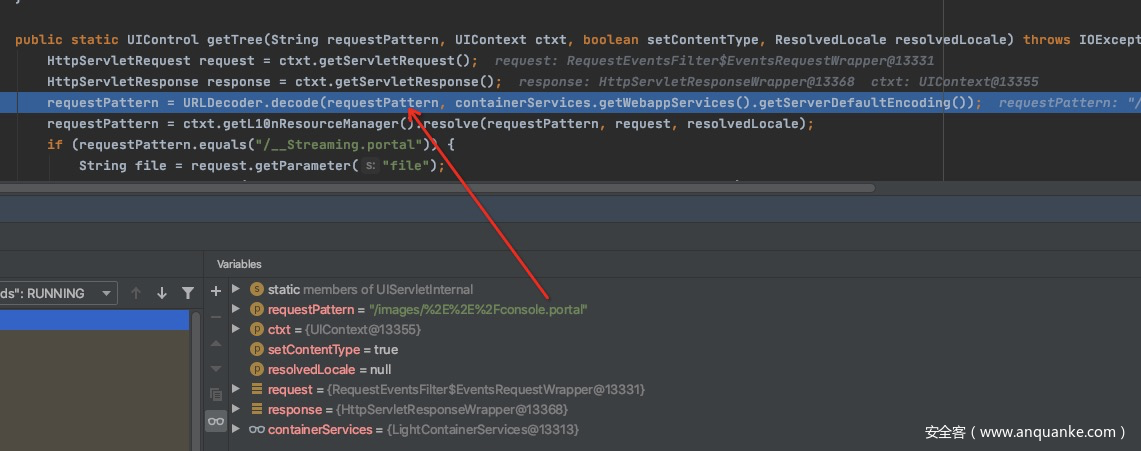 }
public static UIControl getTree(String requestPattern, UIContext ctxt, boolean setContentType, ResolvedLocale resolvedLocale) throws IOExcept
HttpServletRequest request = ctxt.getServletRequest(); request: RequestEventsFilter$EventsRequestWrapper@13331
HttpServletResponse response = ctxt.getServletResponse(); response: HttpServletResponseWrapper@13368 ctxt: UIContext@13355
requestPattern = URLDecoder.decode(requestPattern, containerServices.getWebappServices().getServerDefaultEncoding()); requestPattern: "/
requestPattern = ctxt.getL10nResourceManager().resolve(requestPattern, request, resolvedLocale);
if (requestPattern.equals("/__Streaming.portal")) {
String file = request.getParameter( s: "file");
Variables
ds": RUNNING
static members of UIServletInternal
requestPattern = "/images/%2E%2E%2Fconsole.portal"
ctxt = {UIContext@13355}
setContentType = true
resolvedLocale = null
request = {RequestEventsFilter$EventsRequestWrapper@13331}
response = {HttpServletResponseWrapper@13368}
containerServices = {LightContainerServices@13313}
安全客（www.anquanke.com）